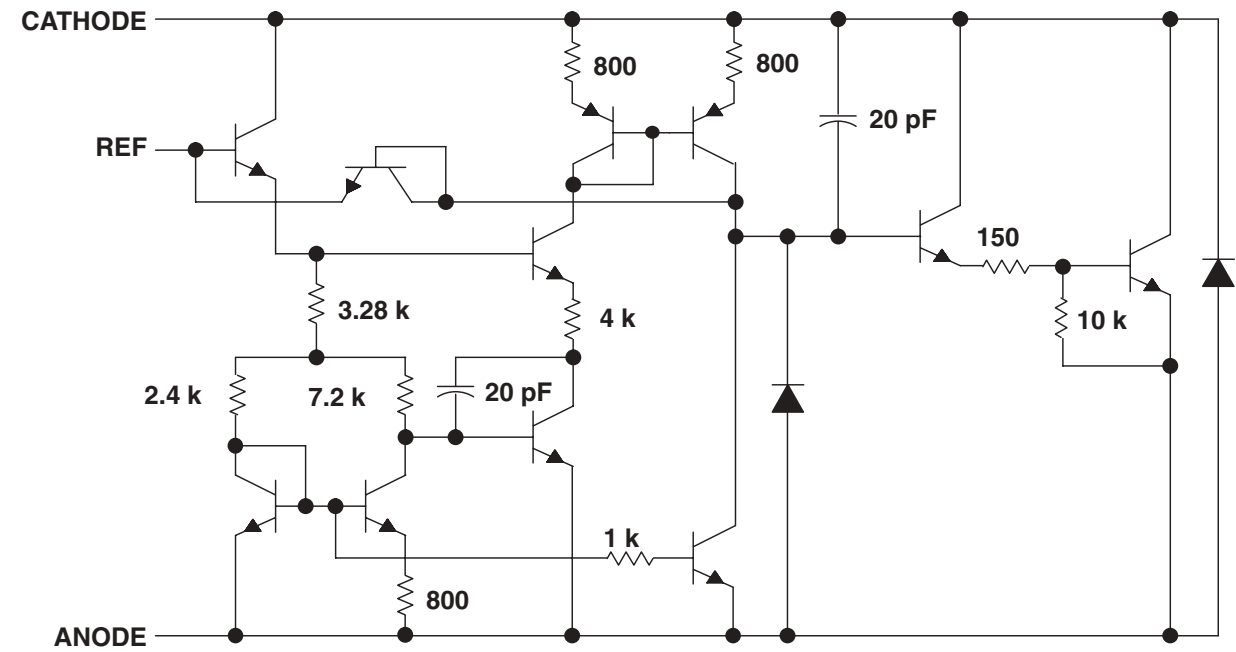 CATHODE
800
800
20 pF
REF
150
3.28 k
4 k
10 k
2.4 k
7.2 k
20 pF
1 k
800
ANODE